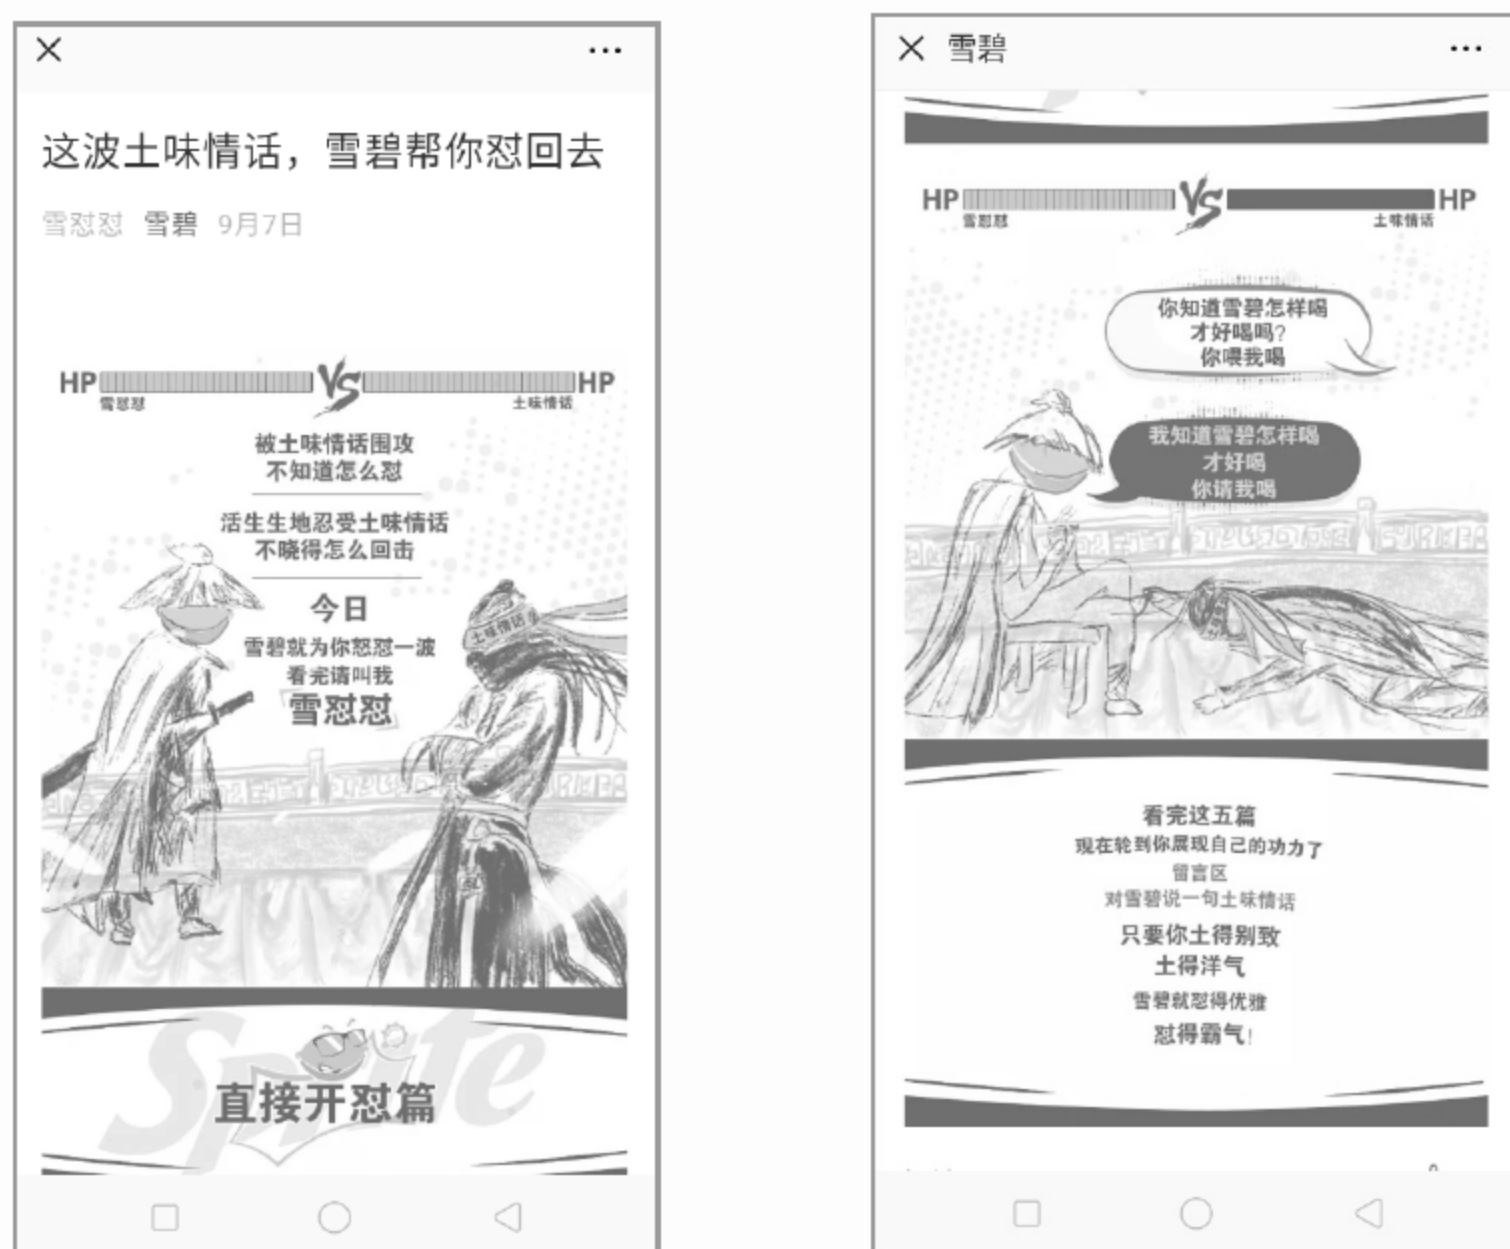 这波土味情话，雪碧帮你怼回去
雪怼怼 雪碧 9月7日
HP VS HP
雪怼怼 土味情话
被土味情话围攻
不知道怎么怼
活生生地忍受土味情话
不晓得怎么回击
今日
雪碧就为你怒怼一波
看完请叫我
雪怼怼
土味情话
Sprite
直接开怼篇
雪碧
HP VS HP
雪怼怼 土味情话
你知道雪碧怎样喝
才好喝吗?
你喂我喝
我知道雪碧怎样喝
才好喝
你请我喝
看完这五篇
现在轮到你展现自己的功力了
留言区
对雪碧说一句土味情话
只要你土得别致
土得洋气
雪碧就怼得优雅
怼得霸气!